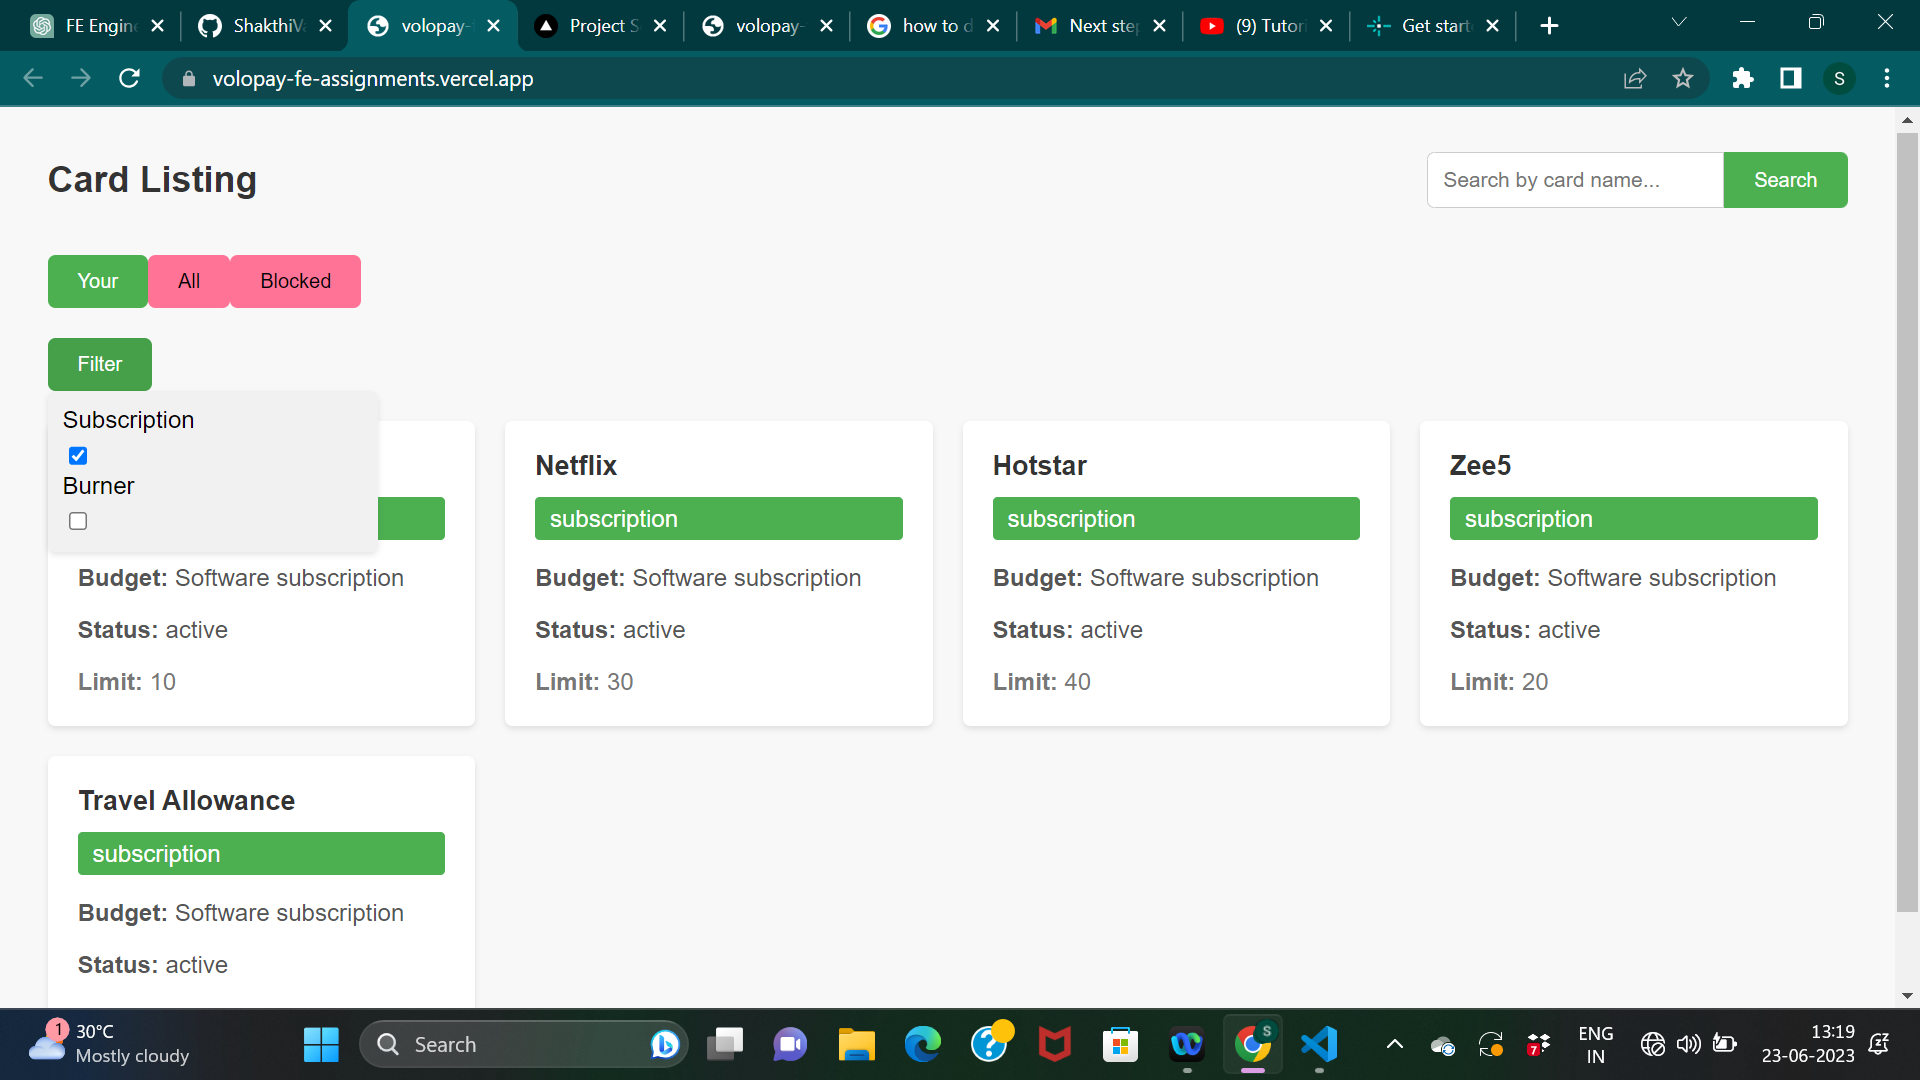 FE Engin
ShakthiV
volopay-
Project S
volopay-
how to d
Next step
(9) Tutori
Get start
volopay-fe-assignments.vercel.app
S
Card Listing
Search by card name...
Search
Your
All
Blocked
Filter
Subscription
Burner
Netflix
Hotstar
Zee5
subscription
subscription
subscription
Budget: Software subscription
Budget: Software subscription
Budget: Software subscription
Budget: Software subscription
Status: active
Status: active
Status: active
Status: active
Limit: 10
Limit: 30
Limit: 40
Limit: 20
Travel Allowance
subscription
Budget: Software subscription
Status: active
1
30°C
Mostly cloudy
Search
S
7
ENG
IN
13:19
23-06-2023